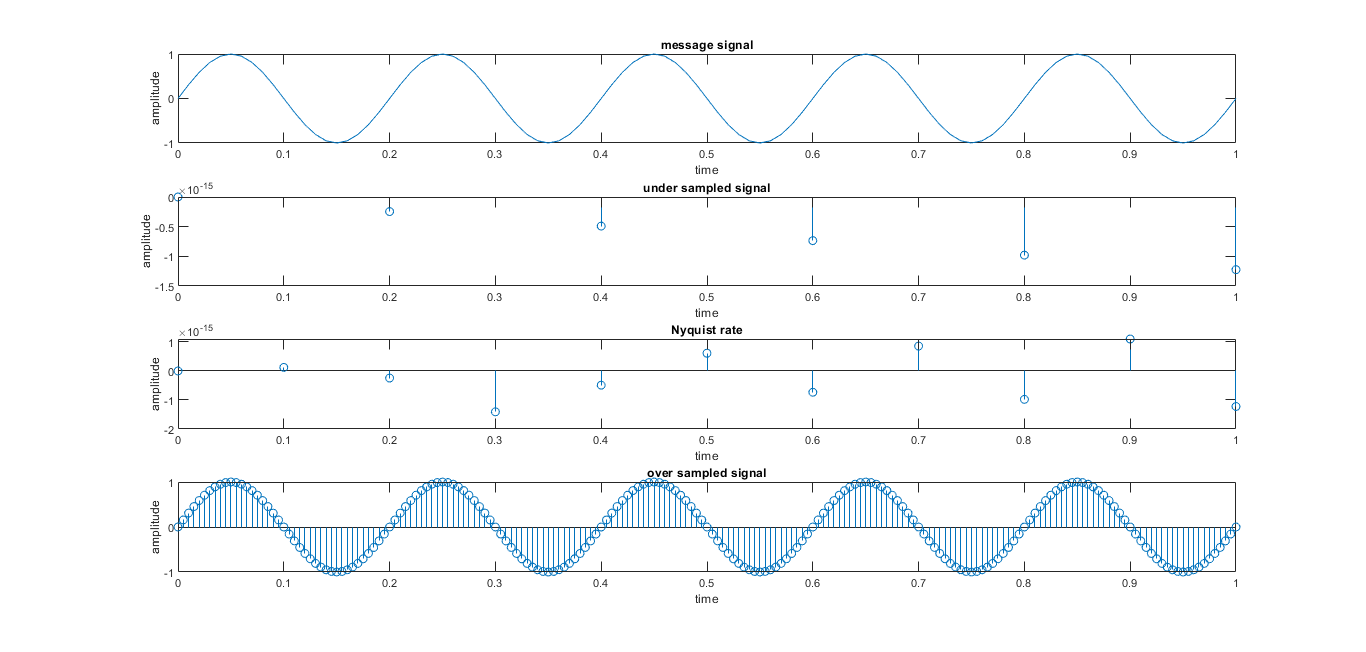 message signal
1
0
-1
amplitude
0 0.1 0.2 0.3 0.4 0.5 0.6 0.7 0.8 0.9 1
time
×10-15
under sampled signal
0
-0.5
-1
-1.5
amplitude
0 0.1 0.2 0.3 0.4 0.5 0.6 0.7 0.8 0.9 1
time
×10-15
Nyquist rate
1
0
-1
-2
amplitude
0 0.1 0.2 0.3 0.4 0.5 0.6 0.7 0.8 0.9 1
time
over sampled signal
1
0
-1
amplitude
0 0.1 0.2 0.3 0.4 0.5 0.6 0.7 0.8 0.9 1
time